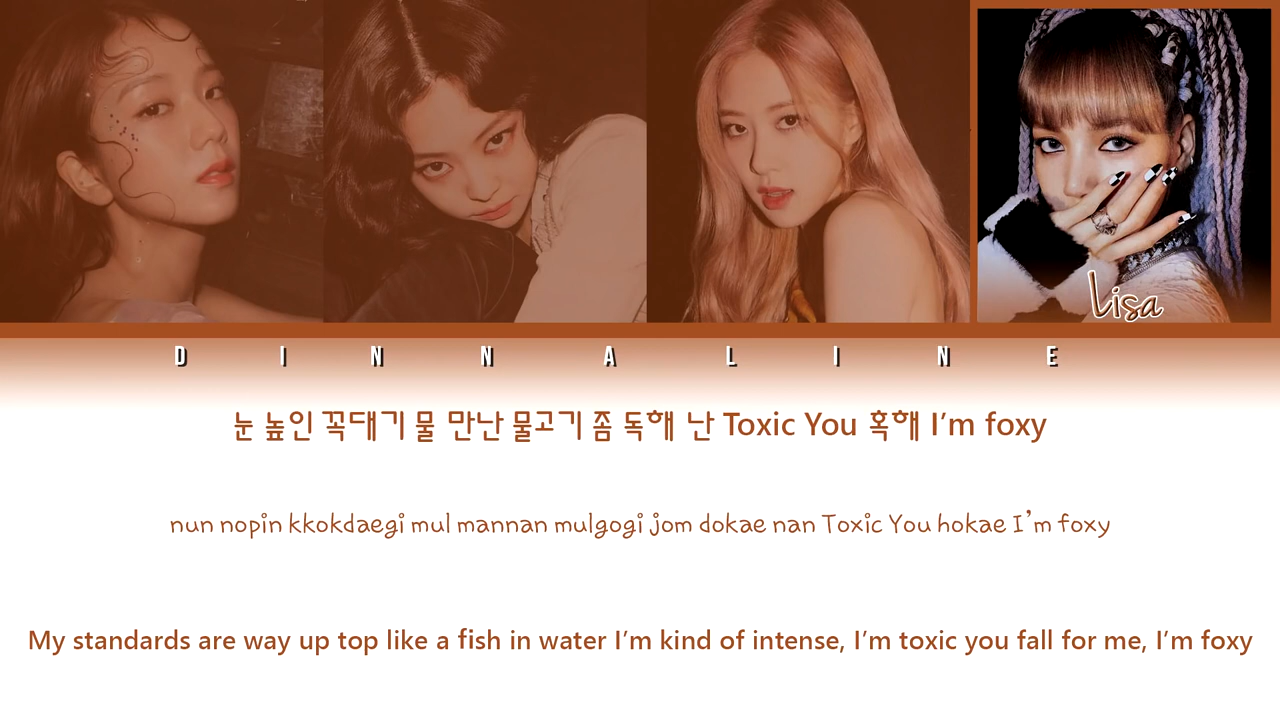 Lisa
D I N N A L I N E
눈 높인 꼭대기 물 만난 물고기 좀 독해 난 Toxic You 혹해 I’m foxy
nun nopin kkokdaegi mul mannan mulgogi jom dokae nan Toxic You hokae I’m foxy
My standards are way up top like a fish in water I’m kind of intense, I’m toxic you fall for me, I’m foxy